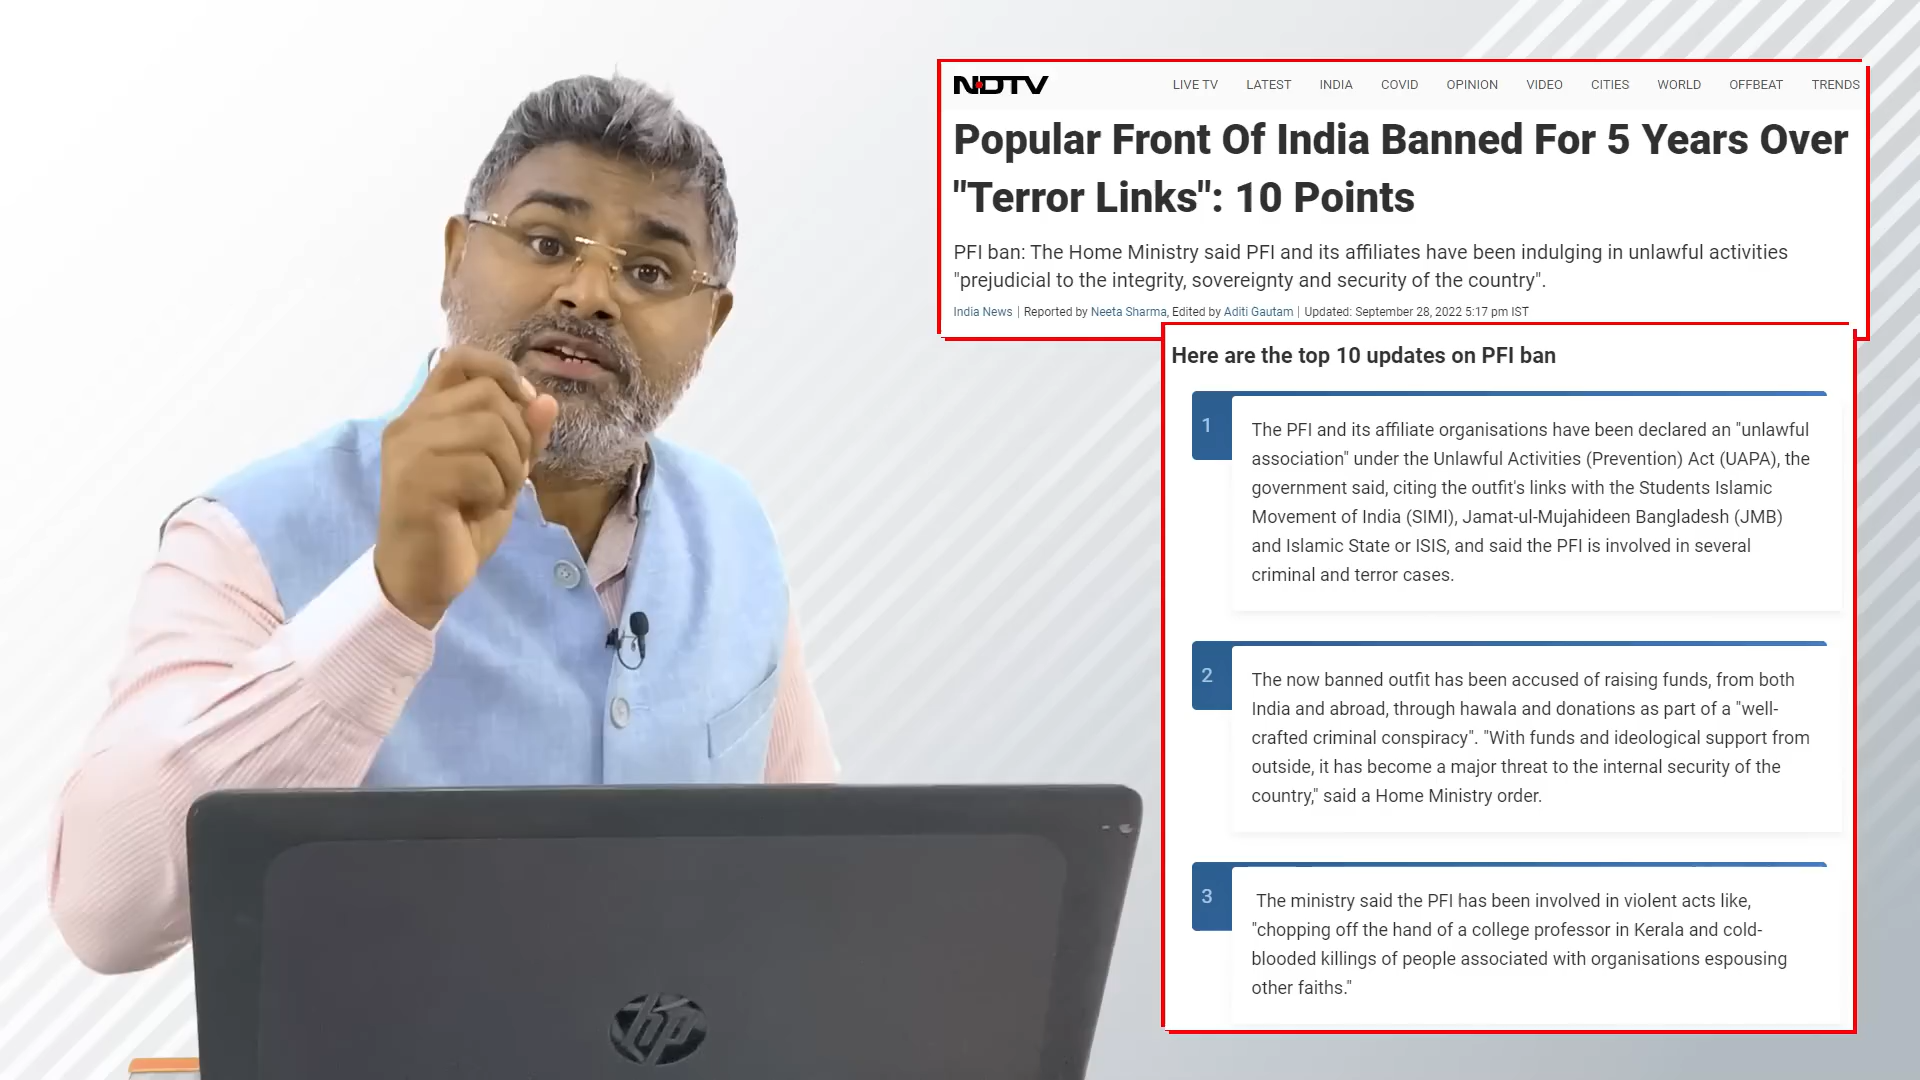 NDTV
LIVE TV LATEST INDIA COVID OPINION VIDEO CITIES WORLD OFFBEAT TRENDS
Popular Front Of India Banned For 5 Years Over
"Terror Links": 10 Points
PFI ban: The Home Ministry said PFI and its affiliates have been indulging in unlawful activities
"prejudicial to the integrity, sovereignty and security of the country".
India News | Reported by Neeta Sharma, Edited by Aditi Gautam | Updated: September 28, 2022 5:17 pm IST
Here are the top 10 updates on PFI ban
1
The PFI and its affiliate organisations have been declared an "unlawful
association" under the Unlawful Activities (Prevention) Act (UAPA), the
government said, citing the outfit's links with the Students Islamic
Movement of India (SIMI), Jamat-ul-Mujahideen Bangladesh (JMB)
and Islamic State or ISIS, and said the PFI is involved in several
criminal and terror cases.
2
The now banned outfit has been accused of raising funds, from both
India and abroad, through hawala and donations as part of a "well-
crafted criminal conspiracy". "With funds and ideological support from
outside, it has become a major threat to the internal security of the
country," said a Home Ministry order.
3
The ministry said the PFI has been involved in violent acts like,
"chopping off the hand of a college professor in Kerala and cold-
blooded killings of people associated with organisations espousing
other faiths."
hp